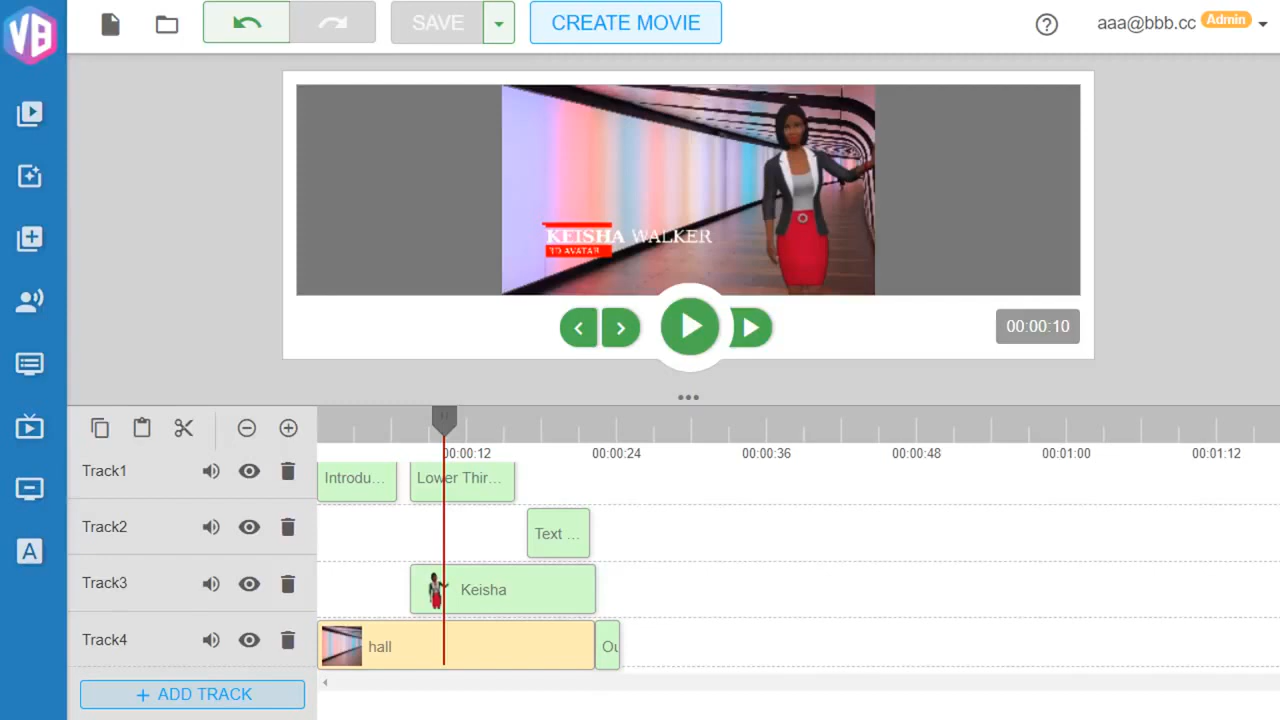 VB
SAVE
CREATE MOVIE
aaa@bbb.cc Admin
KEISHA WALKER
TD AVATAR
00:00:10
00:00:12
00:00:24
00:00:36
00:00:48
00:01:00
00:01:12
Track1
Introdu...
Lower Thir...
Track2
Text ...
Track3
Keisha
Track4
hall
Ou
+ ADD TRACK
A